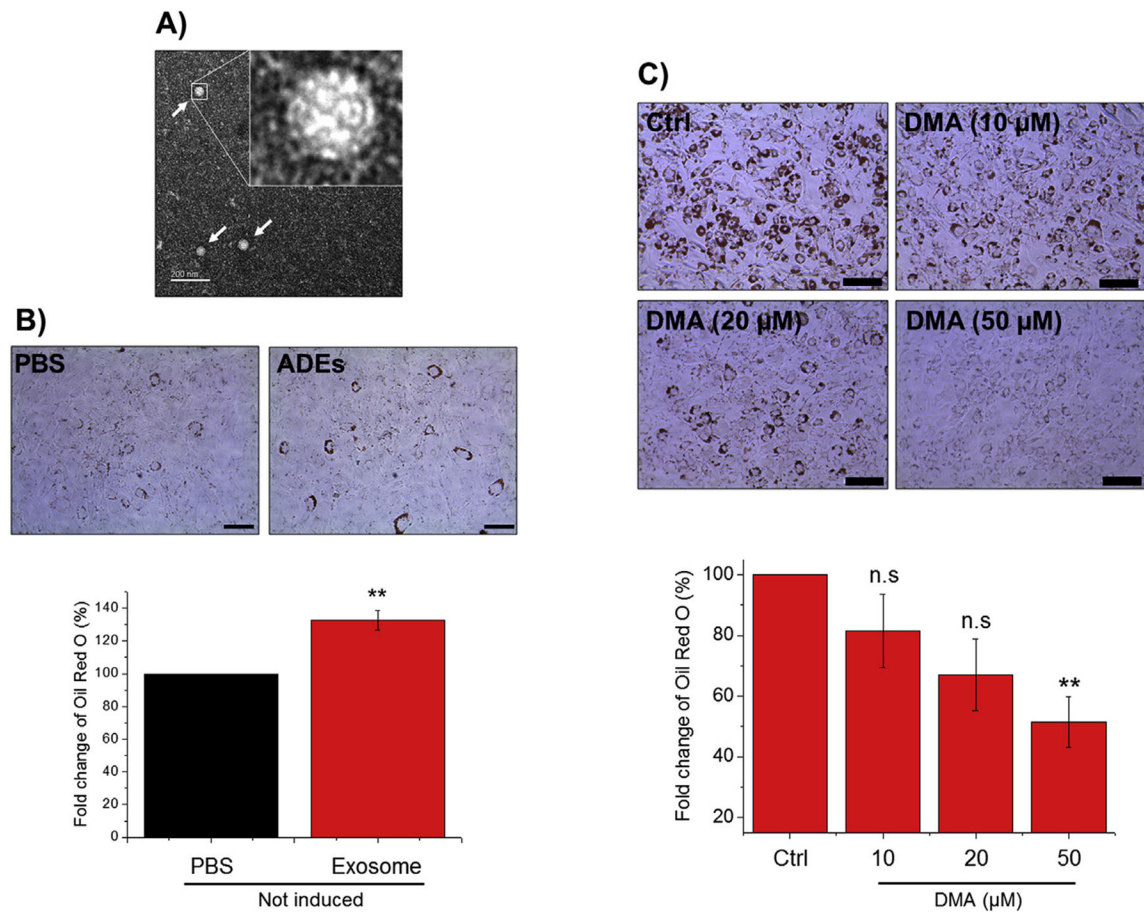 A)
200 nm
B)
PBS
ADEs
Fold change of Oil Red O (%)
140
120
100
80
60
40
20
0
**
PBS
Exosome
Not induced
C)
Ctrl
DMA (10 µM)
DMA (20 µM)
DMA (50 µM)
Fold change of Oil Red O (%)
100
80
60
40
20
n.s
n.s
**
Ctrl
10
20
50
DMA (µM)